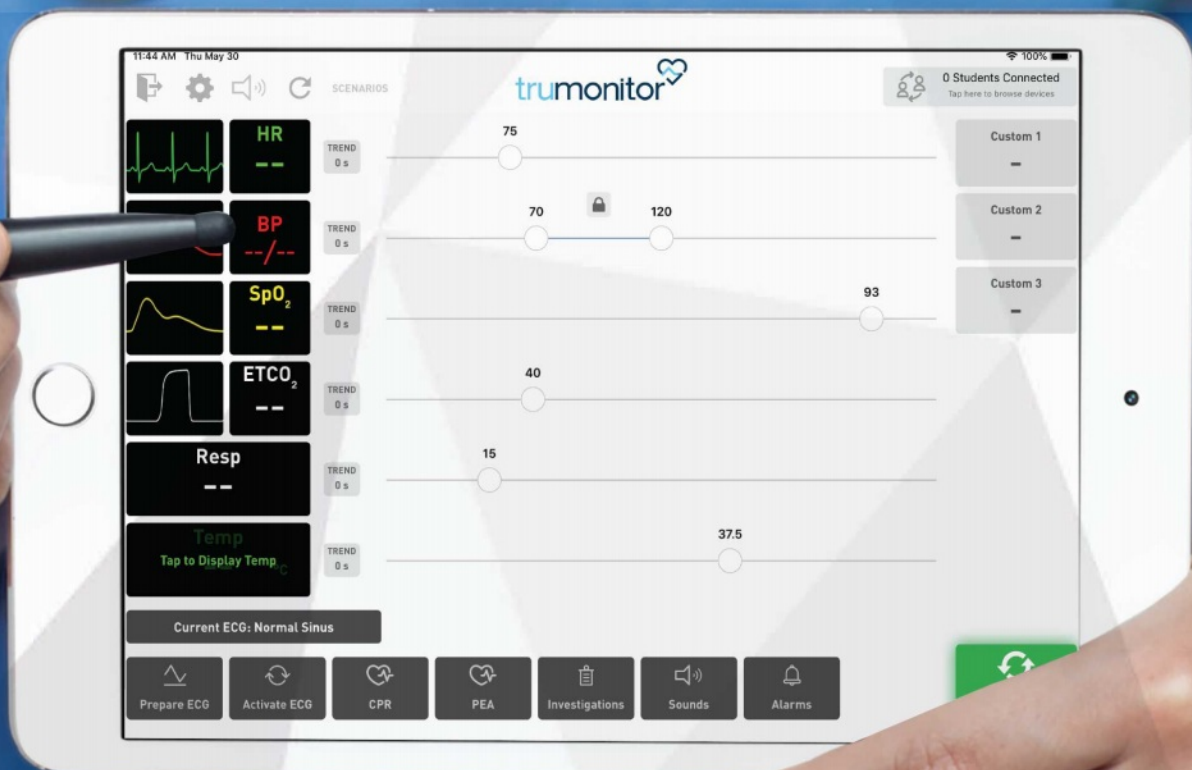 11:44 AM Thu May 30
100%
SCENARIOS
trumonitor
0 Students Connected
Tap here to browse devices
HR
--
TREND
0 s
75
Custom 1
-
BP
--/--
TREND
0 s
70
120
Custom 2
-
SpO₂
--
TREND
0 s
93
Custom 3
-
ETCO₂
--
TREND
0 s
40
Resp
--
TREND
0 s
15
Temp
Tap to Display Temp
°C
TREND
0 s
37.5
Current ECG: Normal Sinus
Prepare ECG
Activate ECG
CPR
PEA
Investigations
Sounds
Alarms